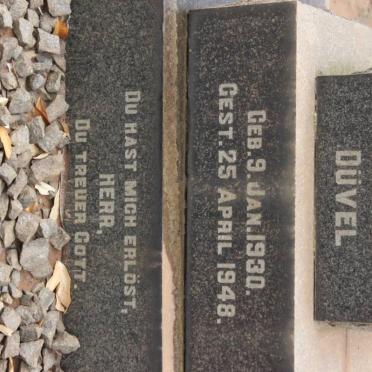 DÜVEL
GEB. 9. JAN. 1930.
GEST. 25 APRIL 1948.
DU HAST MICH ERLÖST,
HERR,
DU TREUER GOTT.